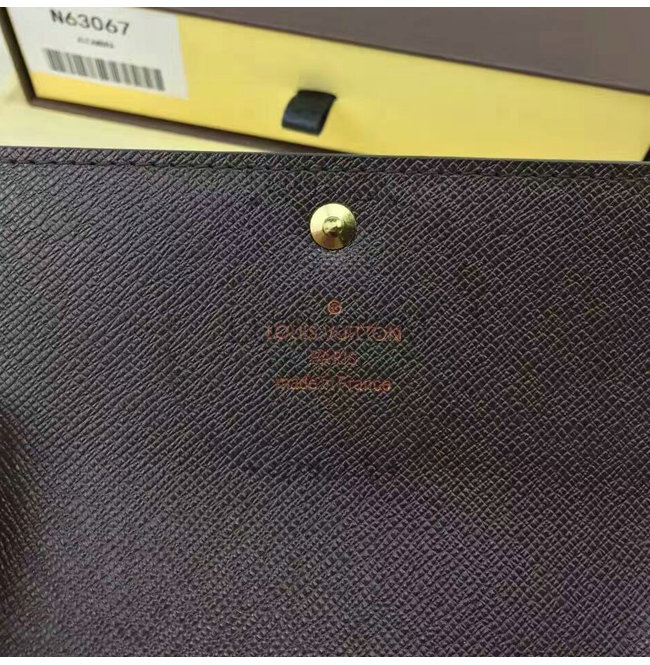 N63067
®
LOUIS VUITTON
PARIS
made in France